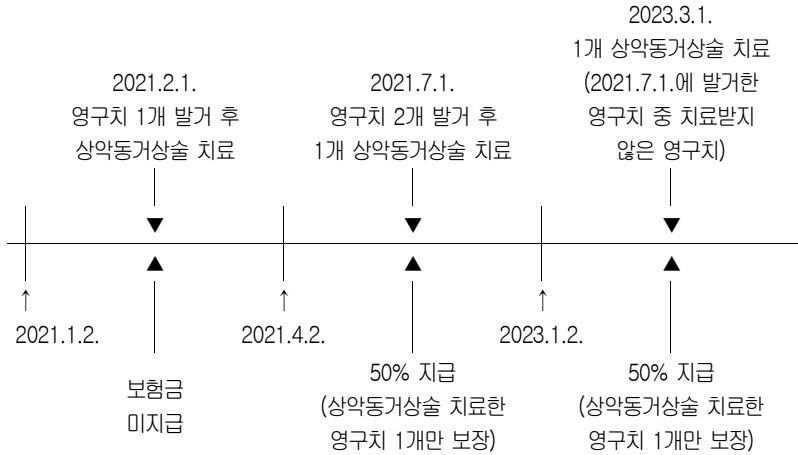 2021.2.1.
영구치 1개 발거 후
상악동거상술 치료
2021.7.1.
영구치 2개 발거 후
1개 상악동거상술 치료
2023.3.1.
1개 상악동거상술 치료
(2021.7.1.에 발거한
영구치 중 치료받지
않은 영구치)
↑
2021.1.2.
↑
2021.4.2.
↑
2023.1.2.
보험금
미지급
50% 지급
(상악동거상술 치료한
영구치 1개만 보장)
50% 지급
(상악동거상술 치료한
영구치 1개만 보장)